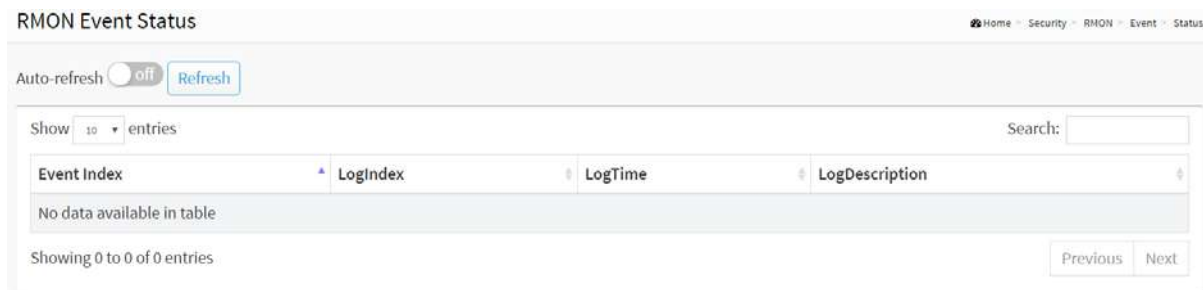 RMON Event Status
Home > Security > RMON > Event > Status
Auto-refresh off Refresh
Show 10 entries
Search:
Event Index LogIndex LogTime LogDescription
No data available in table
Showing 0 to 0 of 0 entries
Previous Next